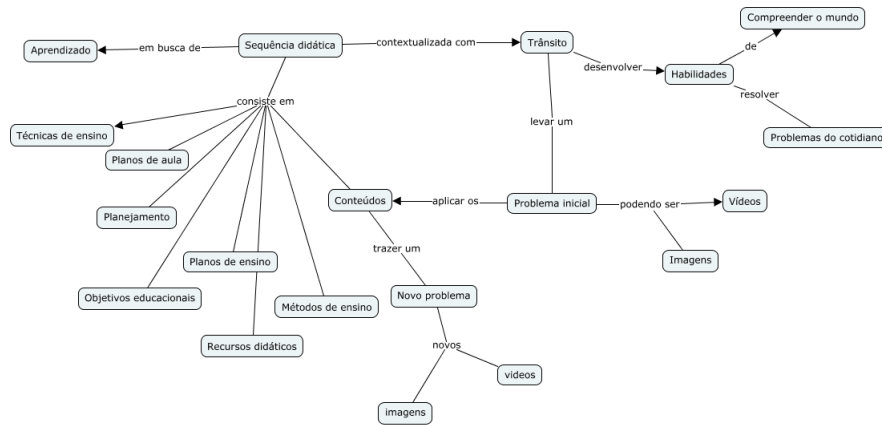 Compreender o mundo
Aprendizado
em busca de
Sequência didática
contextualizada com
Trânsito
de
desenvolver
Habilidades
resolver
consiste em
levar um
Técnicas de ensino
Problemas do cotidiano
Planos de aula
Planejamento
Conteúdos
aplicar os
Problema inicial
podendo ser
Vídeos
trazer um
Planos de ensino
Imagens
Objetivos educacionais
Métodos de ensino
Novo problema
Recursos didáticos
novos
videos
imagens